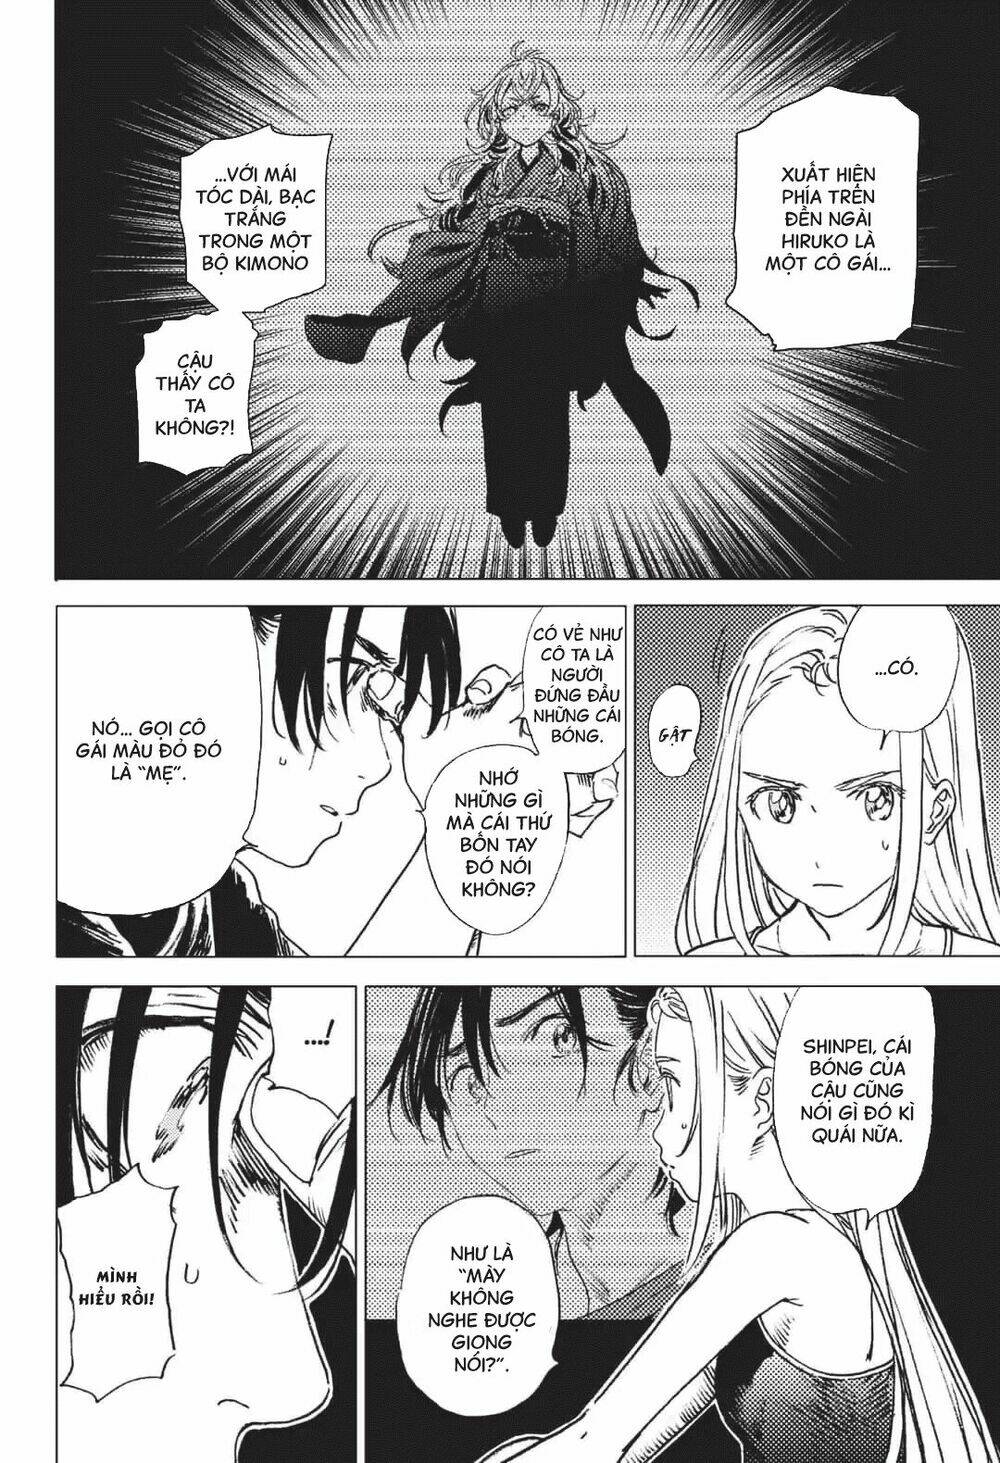 XUẤT HIỆN
PHÍA TRÊN
ĐỀN NGÀI
HIRUKO LÀ
MỘT CÔ GÁI...
...VỚI MÁI
TÓC DÀI, BẠC
TRẮNG
TRONG MỘT
BỘ KIMONO
CẬU
THẤY CÔ
TA
KHÔNG?!
...CÓ.
GẬT
CÓ VẺ NHƯ
CÔ TA LÀ
NGƯỜI
ĐỨNG ĐẦU
NHỮNG CÁI
BÓNG.
NHỚ
NHỮNG GÌ
MÀ CÁI THỨ
BỐN TAY
ĐÓ NÓI
KHÔNG?
NÓ... GỌI CÔ
GÁI MÀU ĐỎ ĐÓ
LÀ “MẸ”.
SHINPEI, CÁI
BÓNG CỦA
CẬU CŨNG
NÓI GÌ ĐÓ KÌ
QUÁI NỮA.
NHƯ LÀ
“MÀY
KHÔNG
NGHE ĐƯỢC
GIỌNG
NÓI?”.
...!
MÌNH
HIỂU RỒI!